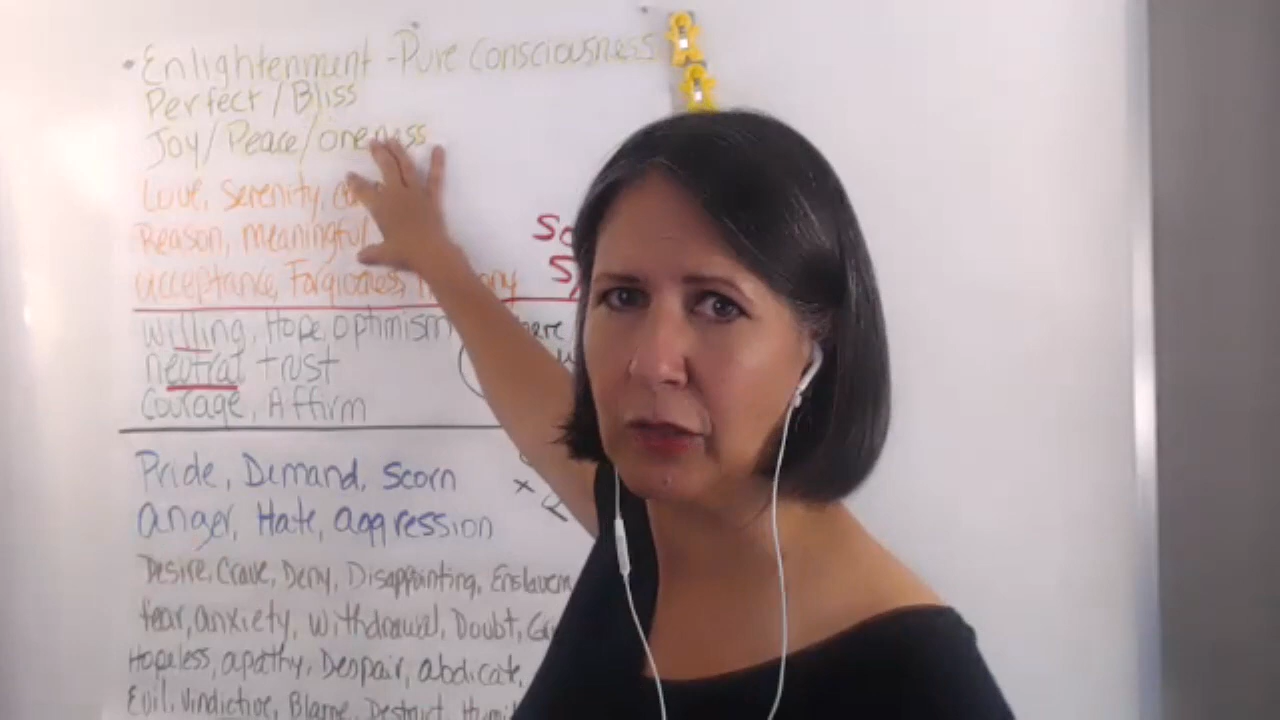 • Enlightenment - Pure consciousness
Perfect / Bliss
Joy / Peace / oneness
Love, Serenity,
Reason, meaningful
acceptance, Forgiveness,
Willing, Hope, optimism
neutral trust
Courage, Affirm
Pride, Demand, Scorn
anger, Hate, aggression
Desire, Crave, Deny, Disappointing,
fear, anxiety, withdrawal, Doubt,
Hopeless, apathy, Despair, abdicate,
Evil, Vindictive, Blame,